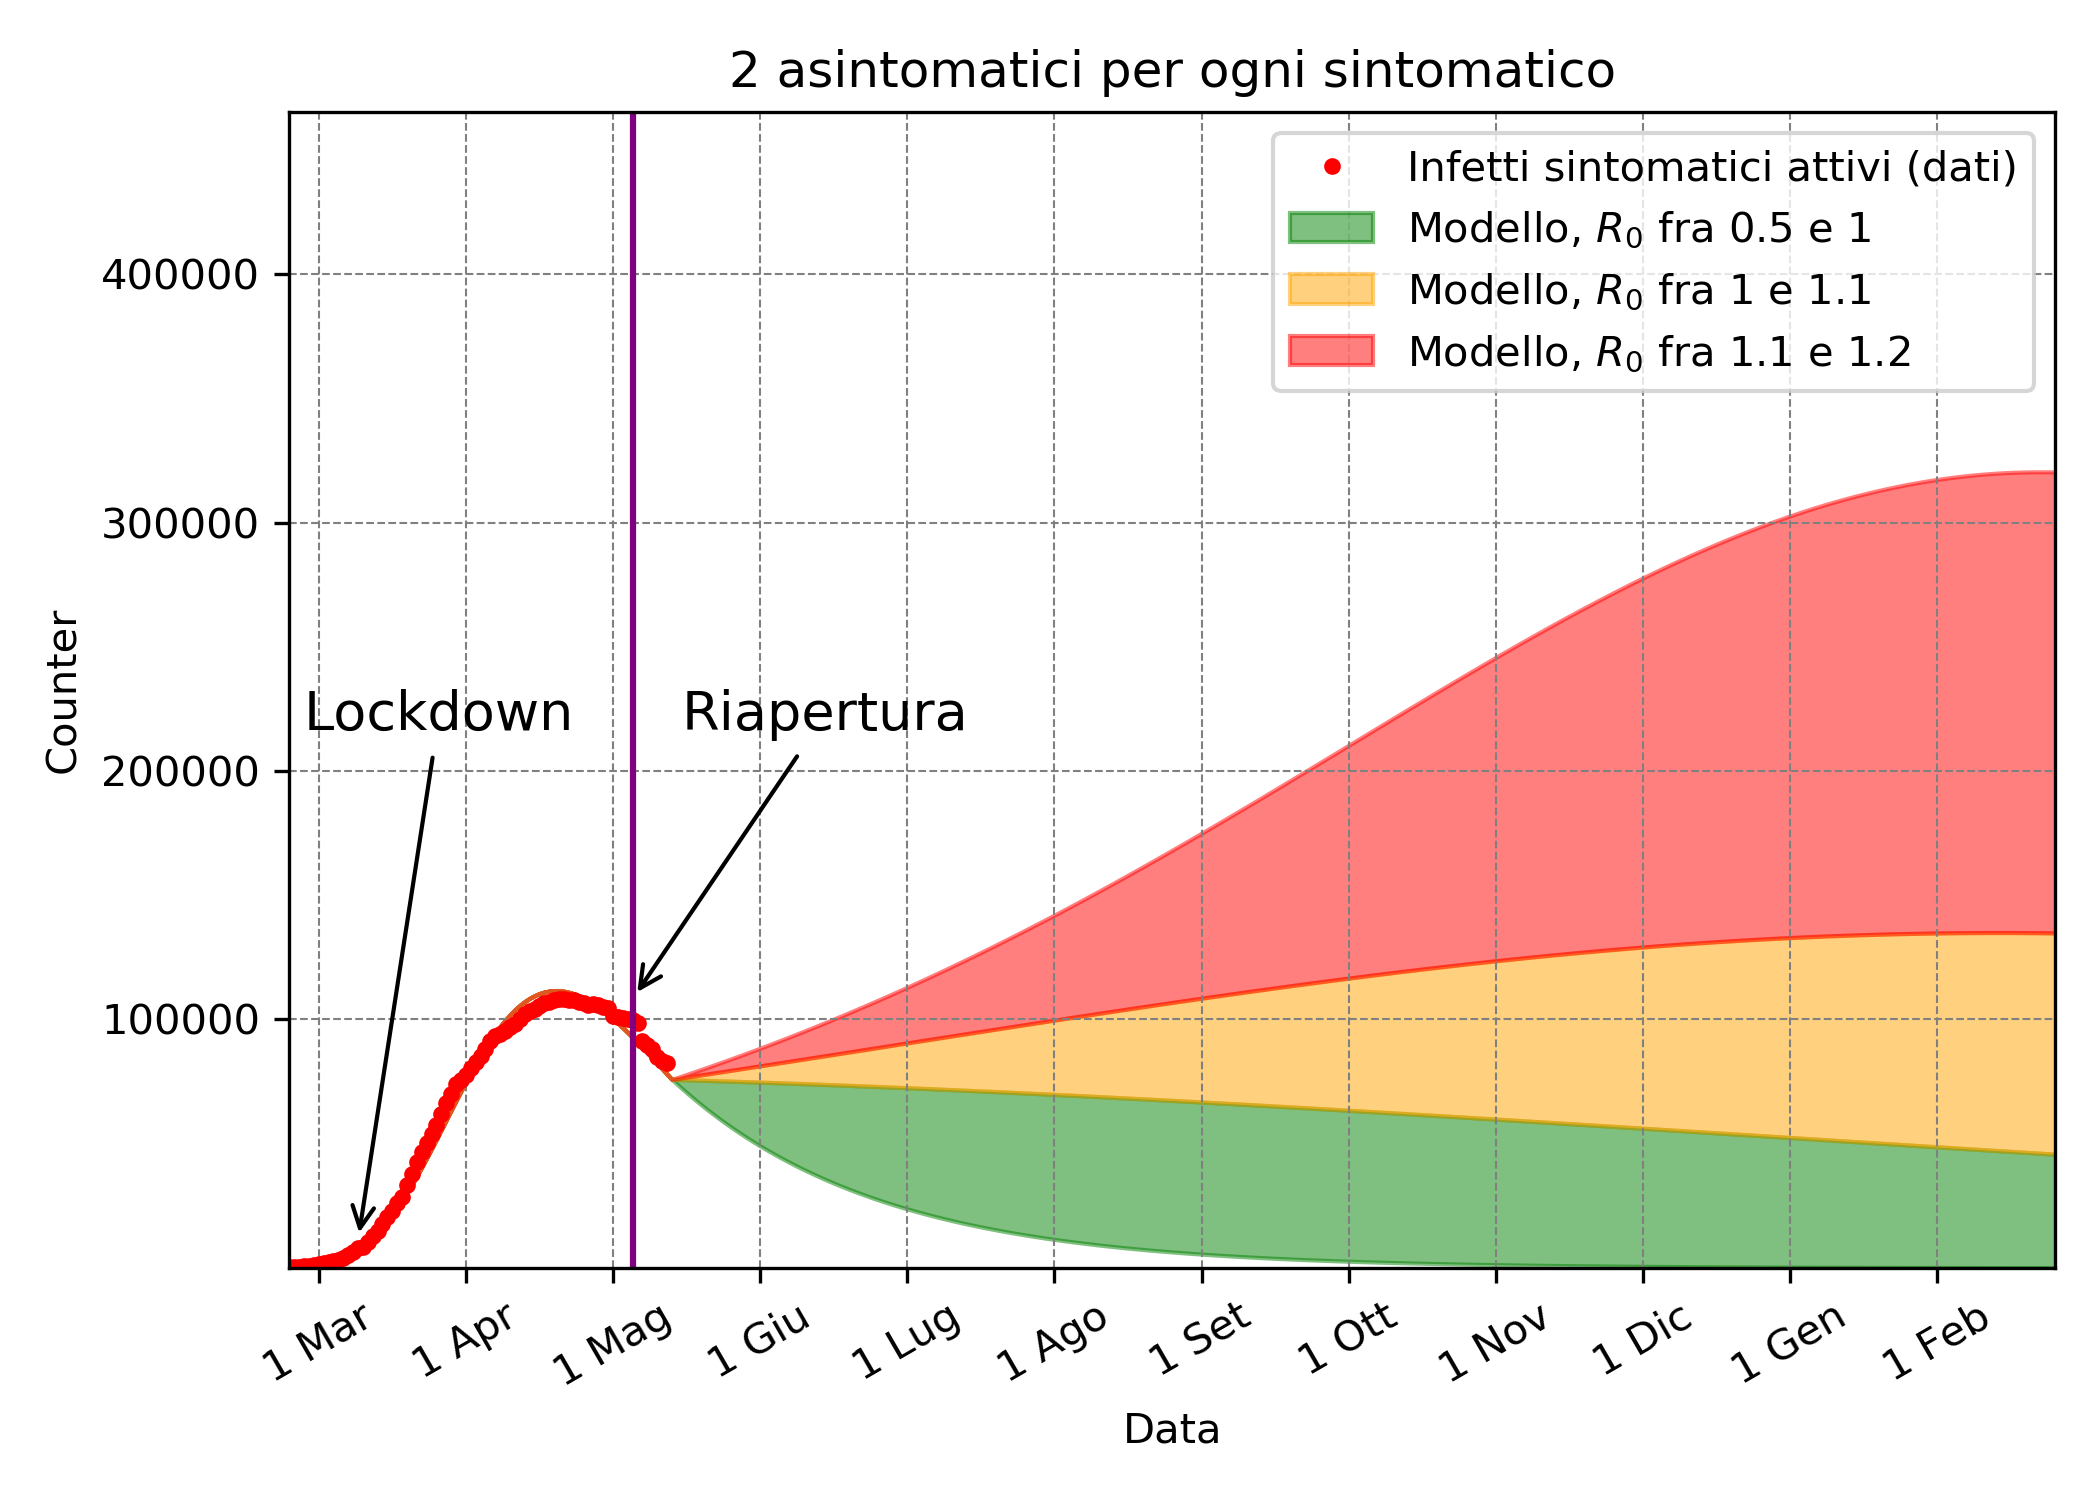 2 asintomatici per ogni sintomatico
Infetti sintomatici attivi (dati)
Modello, R₀ fra 0.5 e 1
Modello, R₀ fra 1 e 1.1
Modello, R₀ fra 1.1 e 1.2
400000
300000
200000
100000
Counter
Lockdown
Riapertura
1 Mar
1 Apr
1 Mag
1 Giu
1 Lug
1 Ago
1 Set
1 Ott
1 Nov
1 Dic
1 Gen
1 Feb
Data